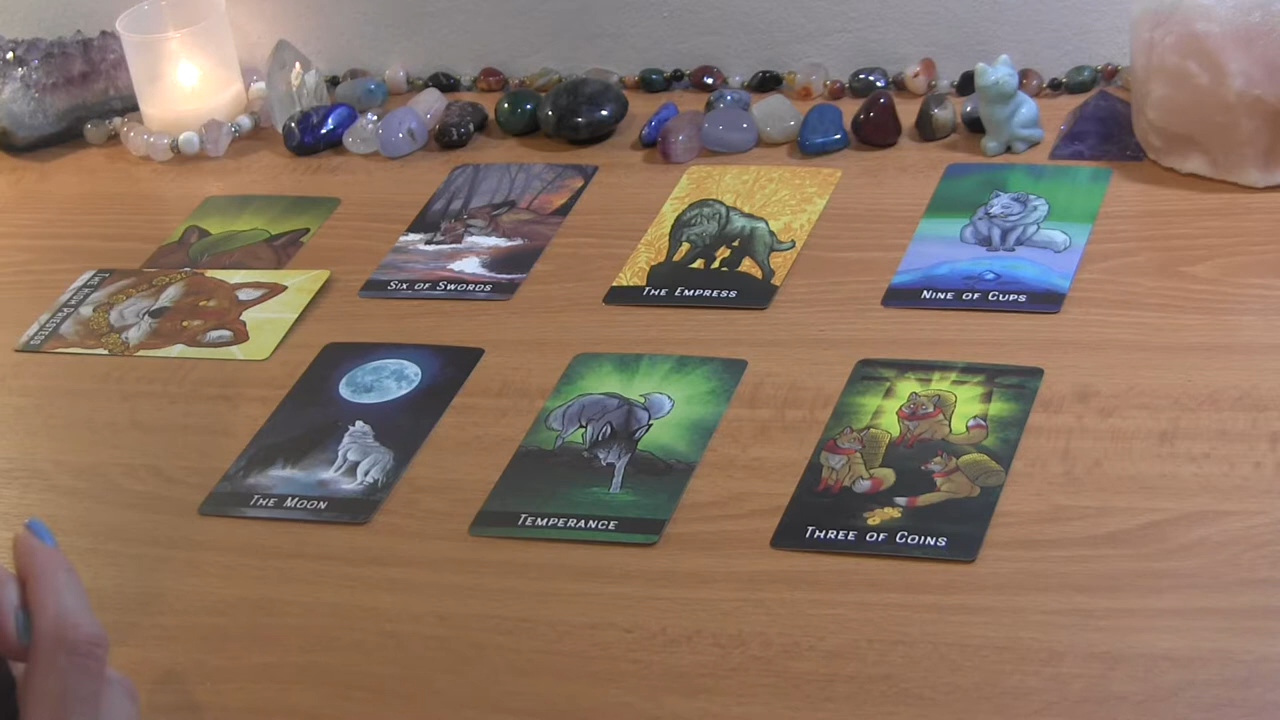 Six of Swords
The Empress
Nine of Cups
The High Priestess
The Moon
Temperance
Three of Coins